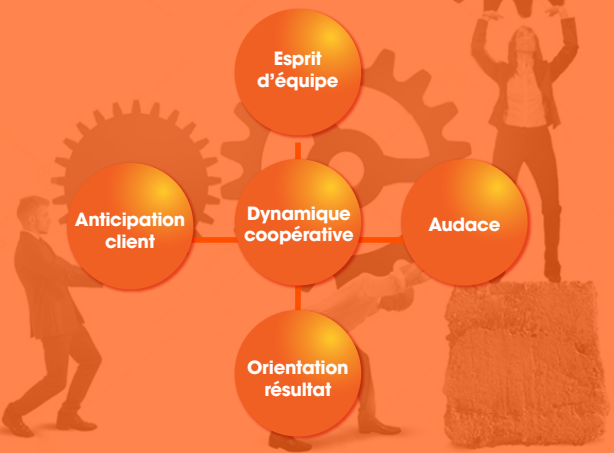 Esprit
d'équipe
Anticipation
client
Dynamique
coopérative
Audace
Orientation
résultat